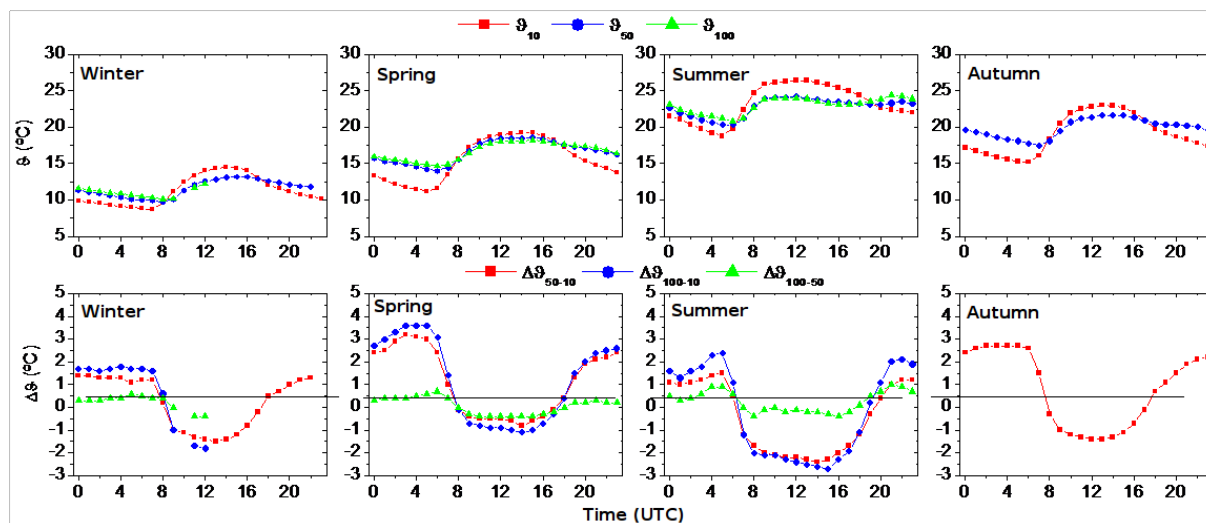 ϑ10 ϑ50 ϑ100
Winter
Spring
Summer
Autumn
ϑ (ºC)
30 25 20 15 10 5
30 25 20 15 10 5
30 25 20 15 10 5
30 25 20 15 10 5
0 4 8 12 16 20
0 4 8 12 16 20
0 4 8 12 16 20
0 4 8 12 16 20
Δϑ50-10 Δϑ100-10 Δϑ100-50
Winter
Spring
Summer
Autumn
Δϑ (ºC)
5 4 3 2 1 0 -1 -2 -3
5 4 3 2 1 0 -1 -2 -3
5 4 3 2 1 0 -1 -2 -3
5 4 3 2 1 0 -1 -2 -3
0 4 8 12 16 20
0 4 8 12 16 20
0 4 8 12 16 20
0 4 8 12 16 20
Time (UTC)